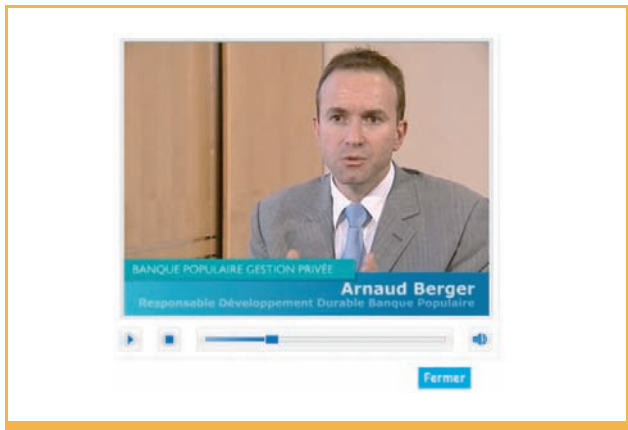 BANQUE POPULAIRE GESTION PRIVÉE
Arnaud Berger
Responsable Développement Durable Banque Populaire
Fermer